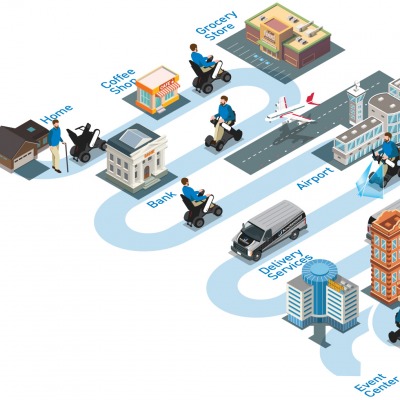 Grocery
Store
Coffee
Shop
Home
Bank
Airport
Delivery
Services
Event
Center